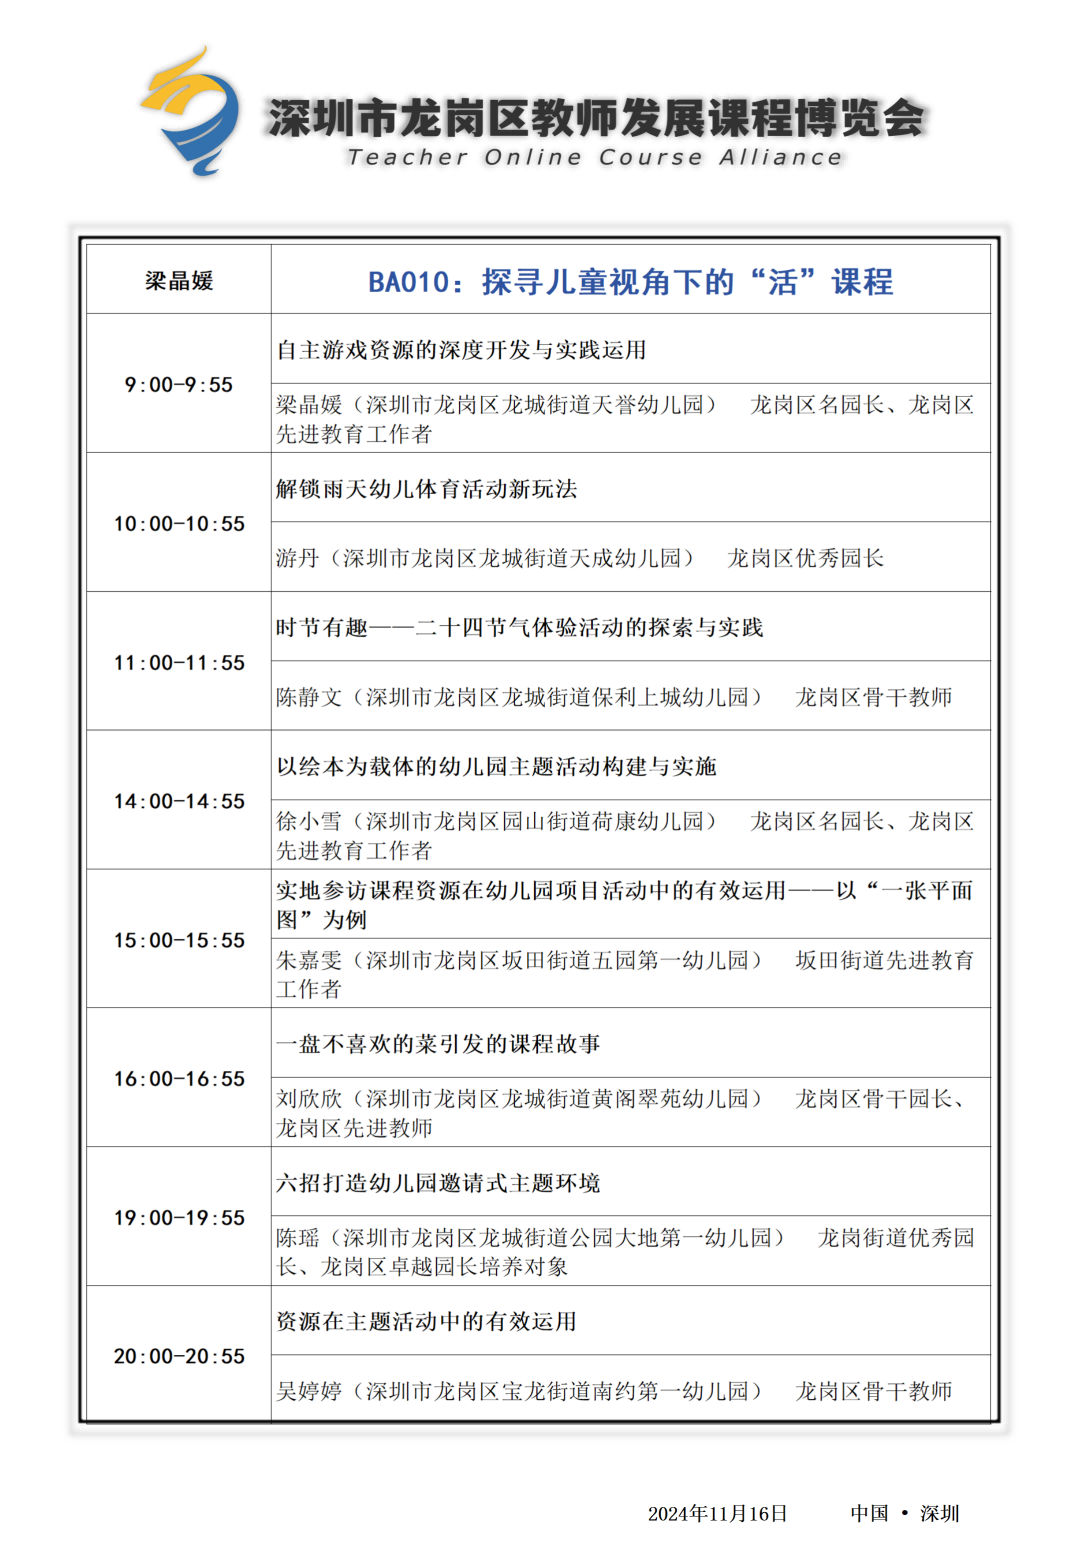 深圳市龙岗区教师发展课程博览会
Teacher Online Course Alliance
梁晶媛
BA010：探寻儿童视角下的“活”课程
9:00-9:55
自主游戏资源的深度开发与实践运用
梁晶媛（深圳市龙岗区龙城街道天誉幼儿园） 龙岗区名园长、龙岗区
先进教育工作者
10:00-10:55
解锁雨天幼儿体育活动新玩法
游丹（深圳市龙岗区龙城街道天成幼儿园） 龙岗区优秀园长
11:00-11:55
时节有趣——二十四节气体验活动的探索与实践
陈静文（深圳市龙岗区龙城街道保利上城幼儿园） 龙岗区骨干教师
14:00-14:55
以绘本为载体的幼儿园主题活动构建与实施
徐小雪（深圳市龙岗区园山街道荷康幼儿园） 龙岗区名园长、龙岗区
先进教育工作者
15:00-15:55
实地参访课程资源在幼儿园项目活动中的有效运用——以“一张平面
图”为例
朱嘉雯（深圳市龙岗区坂田街道五园第一幼儿园） 坂田街道先进教育
工作者
16:00-16:55
一盘不喜欢的菜引发的课程故事
刘欣欣（深圳市龙岗区龙城街道黄阁翠苑幼儿园） 龙岗区骨干园长、
龙岗区先进教师
19:00-19:55
六招打造幼儿园邀请式主题环境
陈瑶（深圳市龙岗区龙城街道公园大地第一幼儿园） 龙岗街道优秀园
长、龙岗区卓越园长培养对象
20:00-20:55
资源在主题活动中的有效运用
吴婷婷（深圳市龙岗区宝龙街道南约第一幼儿园） 龙岗区骨干教师
2024年11月16日 中国 • 深圳